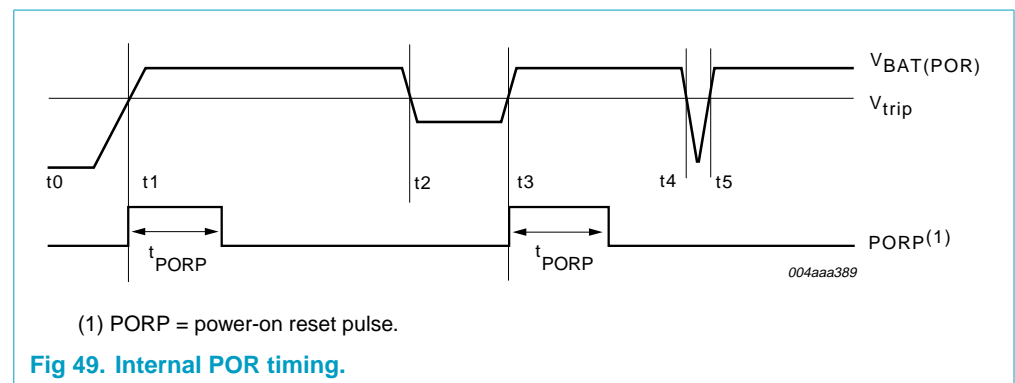 VBAT(POR)
Vtrip
t0 t1 t2 t3 t4 t5
tPORP tPORP
PORP(1)
004aaa389
(1) PORP = power-on reset pulse.
Fig 49. Internal POR timing.